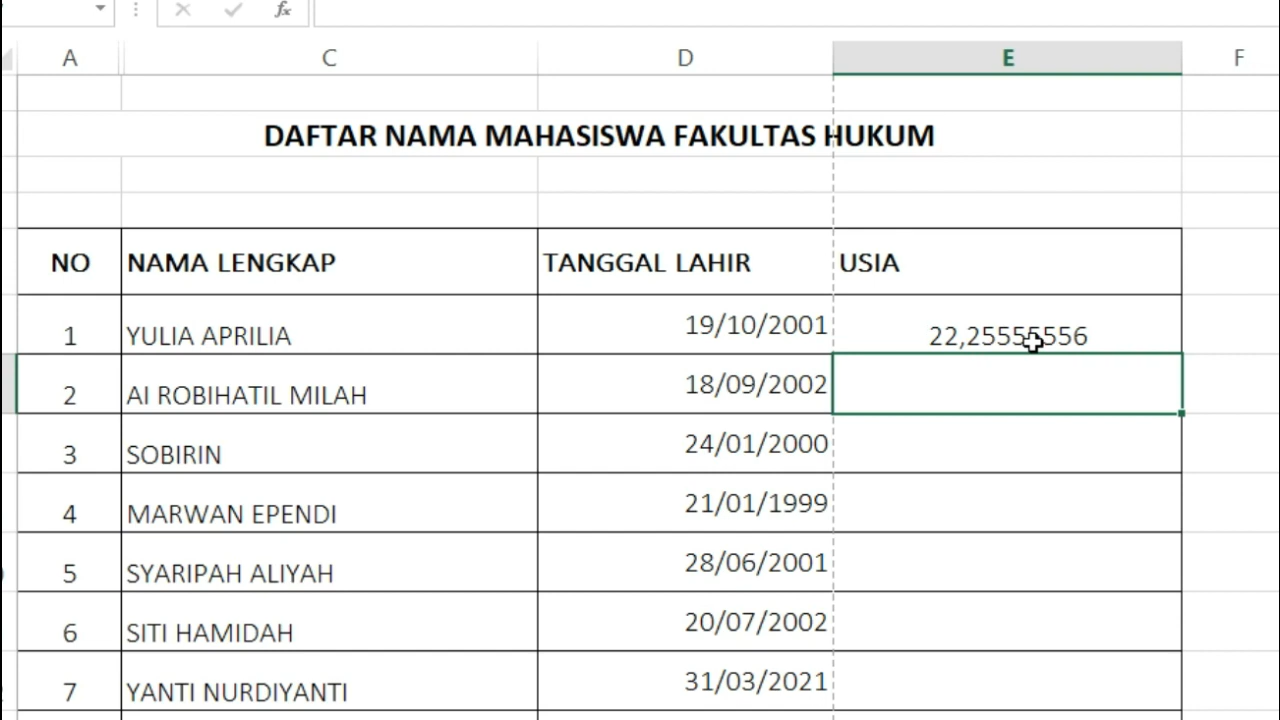 fx
A C D E F
DAFTAR NAMA MAHASISWA FAKULTAS HUKUM
NO NAMA LENGKAP TANGGAL LAHIR USIA
1 YULIA APRILIA 19/10/2001 22,25555556
2 AI ROBIHATIL MILAH 18/09/2002
3 SOBIRIN 24/01/2000
4 MARWAN EPENDI 21/01/1999
5 SYARIPAH ALIYAH 28/06/2001
6 SITI HAMIDAH 20/07/2002
7 YANTI NURDIYANTI 31/03/2021